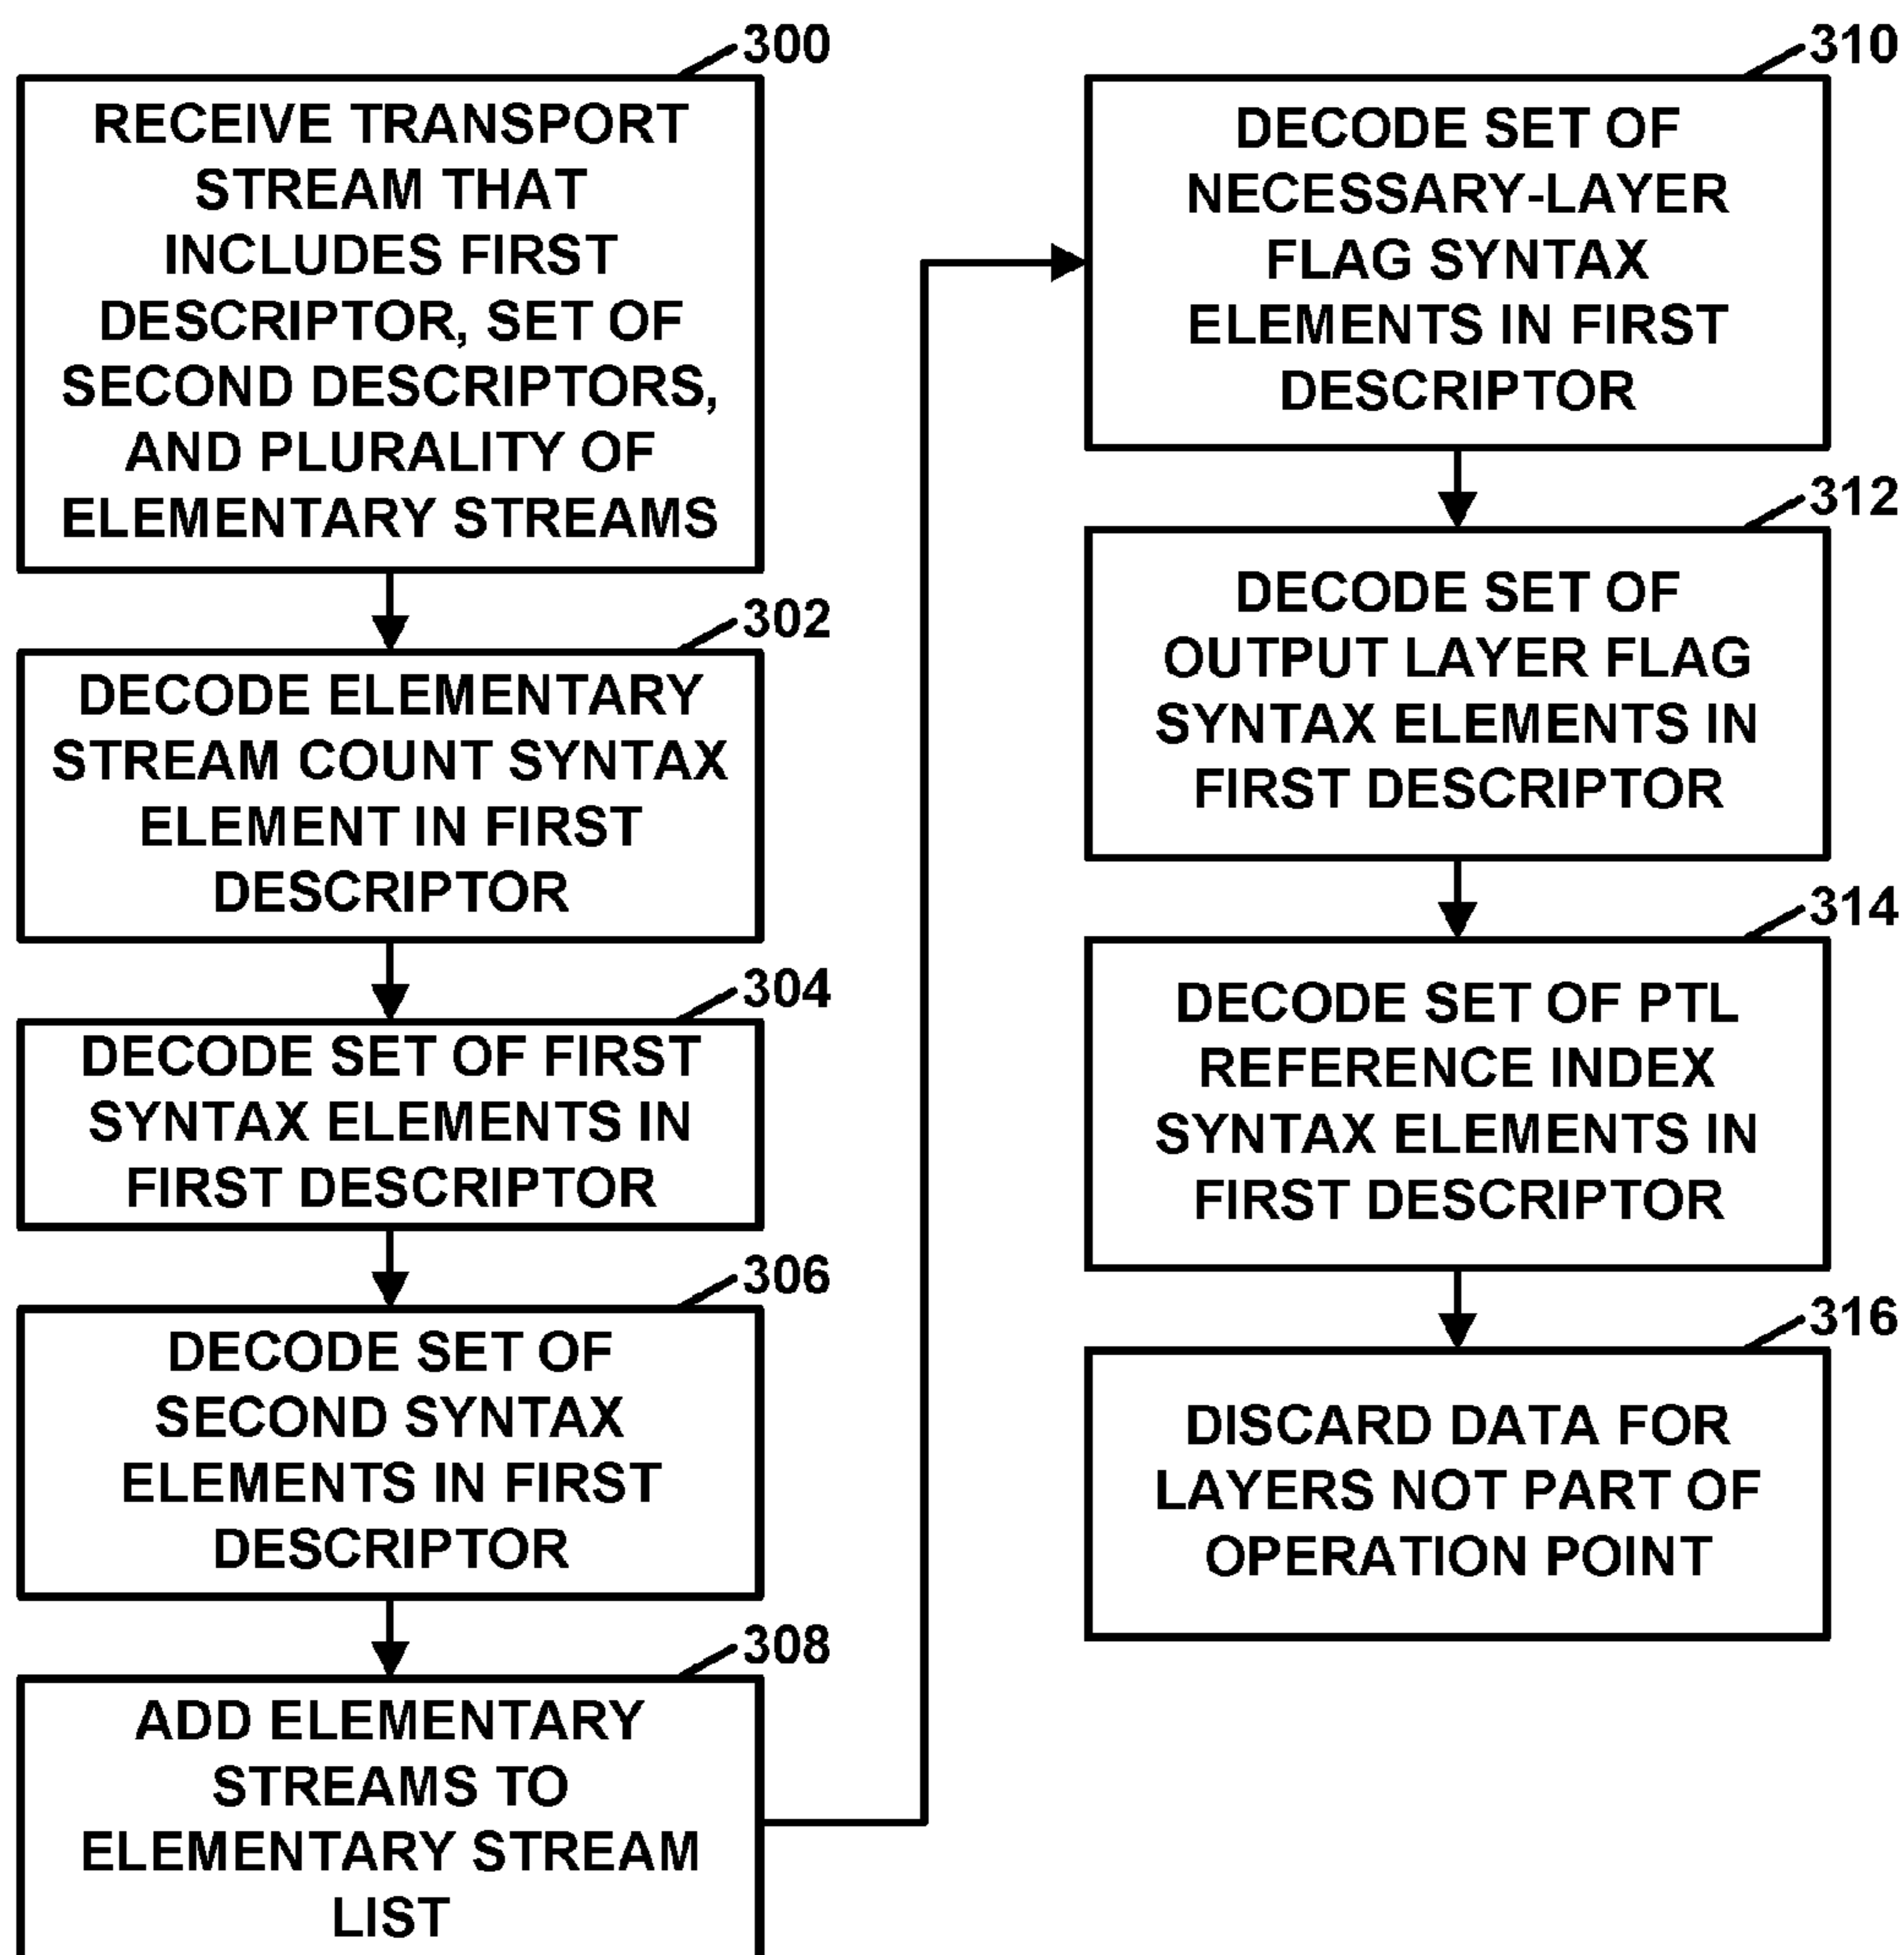 300
RECEIVE TRANSPORT
STREAM THAT
INCLUDES FIRST
DESCRIPTOR, SET OF
SECOND DESCRIPTORS,
AND PLURALITY OF
ELEMENTARY STREAMS
302
DECODE ELEMENTARY
STREAM COUNT SYNTAX
ELEMENT IN FIRST
DESCRIPTOR
304
DECODE SET OF FIRST
SYNTAX ELEMENTS IN
FIRST DESCRIPTOR
306
DECODE SET OF
SECOND SYNTAX
ELEMENTS IN FIRST
DESCRIPTOR
308
ADD ELEMENTARY
STREAMS TO
ELEMENTARY STREAM
LIST
310
DECODE SET OF
NECESSARY-LAYER
FLAG SYNTAX
ELEMENTS IN FIRST
DESCRIPTOR
312
DECODE SET OF
OUTPUT LAYER FLAG
SYNTAX ELEMENTS IN
FIRST DESCRIPTOR
314
DECODE SET OF PTL
REFERENCE INDEX
SYNTAX ELEMENTS IN
FIRST DESCRIPTOR
316
DISCARD DATA FOR
LAYERS NOT PART OF
OPERATION POINT